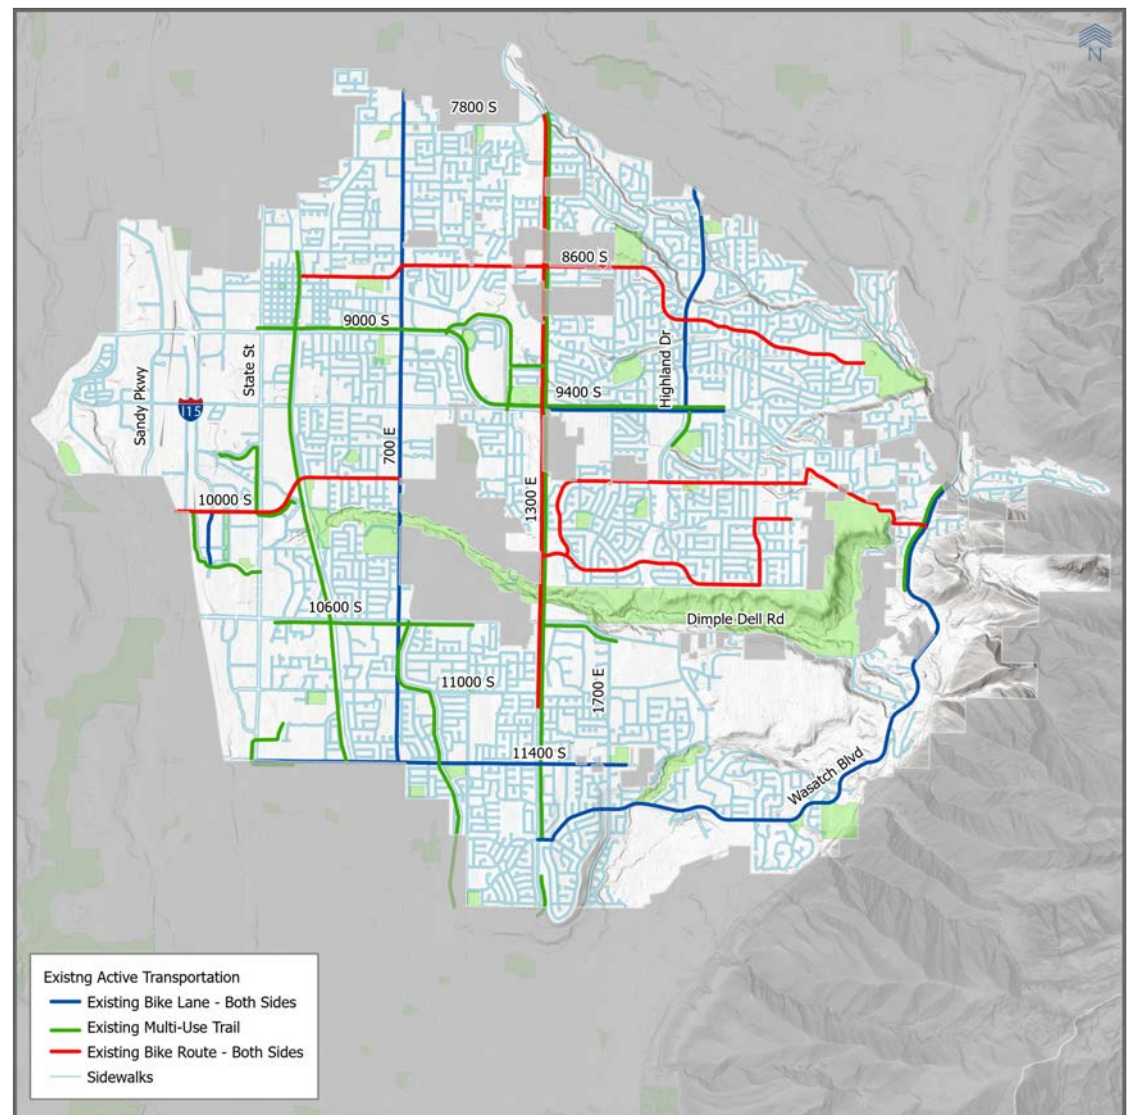 N
7800 S
8600 S
9000 S
State St
Highland Dr
Sandy Pkwy
9400 S
I15
700 E
10000 S
1300 E
10600 S
Dimple Dell Rd
11000 S
1700 E
11400 S
Wasatch Blvd
Existng Active Transportation
Existing Bike Lane - Both Sides
Existing Multi-Use Trail
Existing Bike Route - Both Sides
Sidewalks